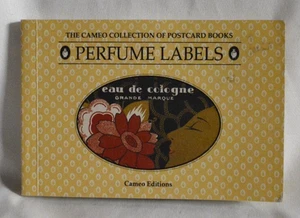 THE CAMEO COLLECTION OF POSTCARD BOOKS
PERFUME LABELS
eau de cologne
GRANDE MARQUE
Cameo Editions